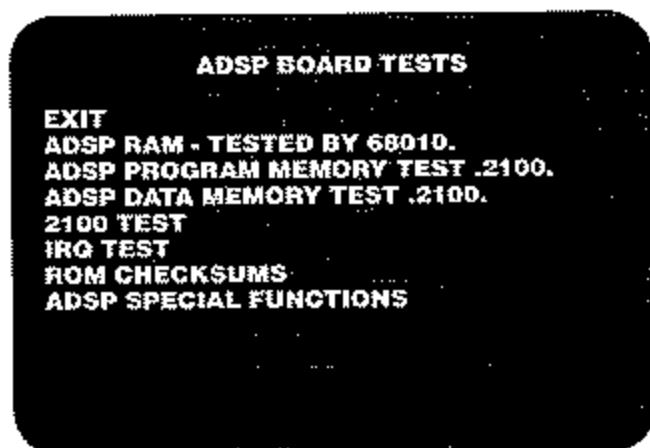 ADSP BOARD TESTS
EXIT
ADSP RAM - TESTED BY 68010.
ADSP PROGRAM MEMORY TEST .2100.
ADSP DATA MEMORY TEST .2100.
2100 TEST
IRQ TEST
ROM CHECKSUMS
ADSP SPECIAL FUNCTIONS